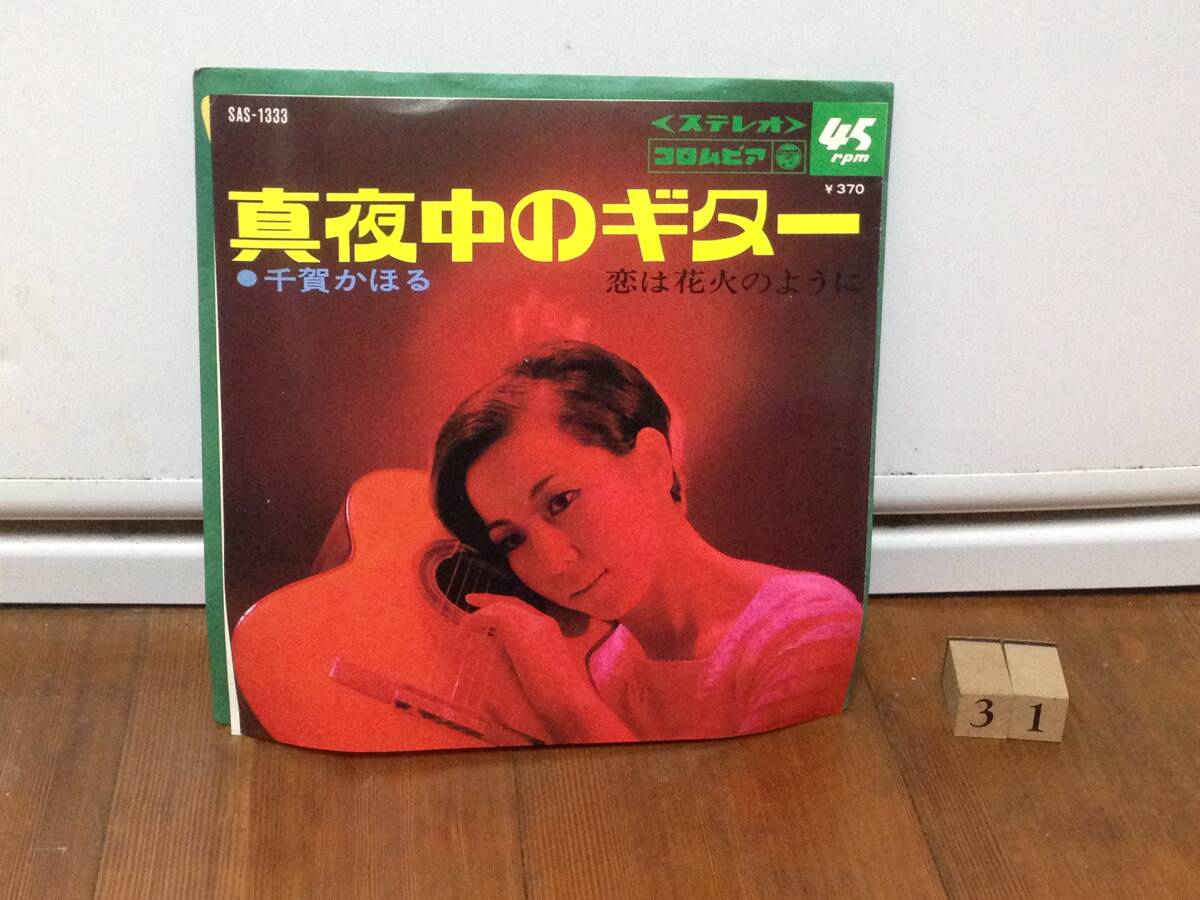 SAS-1333
<ステレオ>
コロムビア
45
rpm
¥370
真夜中のギター
●千賀かほる
恋は花火のように
3 1